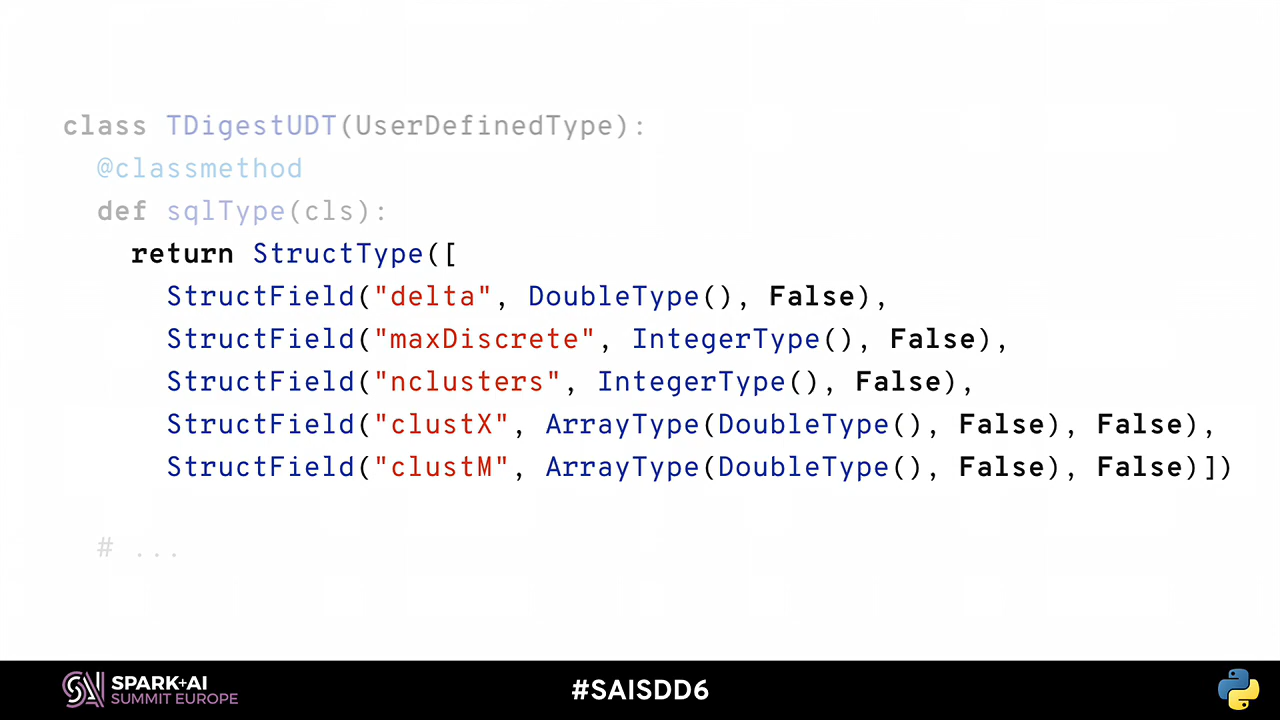 class TDigestUDT(UserDefinedType):
  @classmethod
  def sqlType(cls):
    return StructType([
      StructField("delta", DoubleType(), False),
      StructField("maxDiscrete", IntegerType(), False),
      StructField("nclusters", IntegerType(), False),
      StructField("clustX", ArrayType(DoubleType(), False), False),
      StructField("clustM", ArrayType(DoubleType(), False), False)])
  # ...
SPARK+AI
SUMMIT EUROPE
#SAISDD6